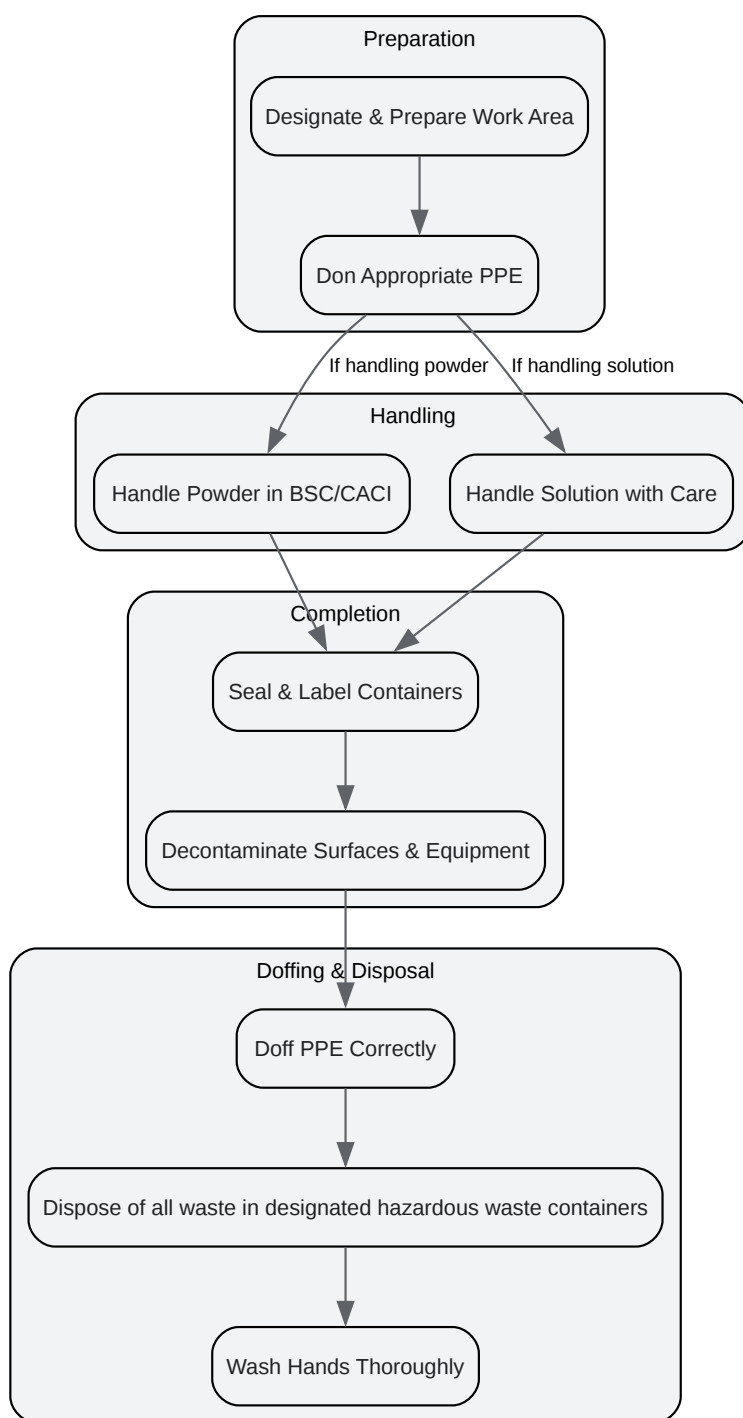 Preparation
Designate & Prepare Work Area
Don Appropriate PPE
If handling powder
If handling solution
Handling
Handle Powder in BSC/CACI
Handle Solution with Care
Completion
Seal & Label Containers
Decontaminate Surfaces & Equipment
Doffing & Disposal
Doff PPE Correctly
Dispose of all waste in designated hazardous waste containers
Wash Hands Thoroughly